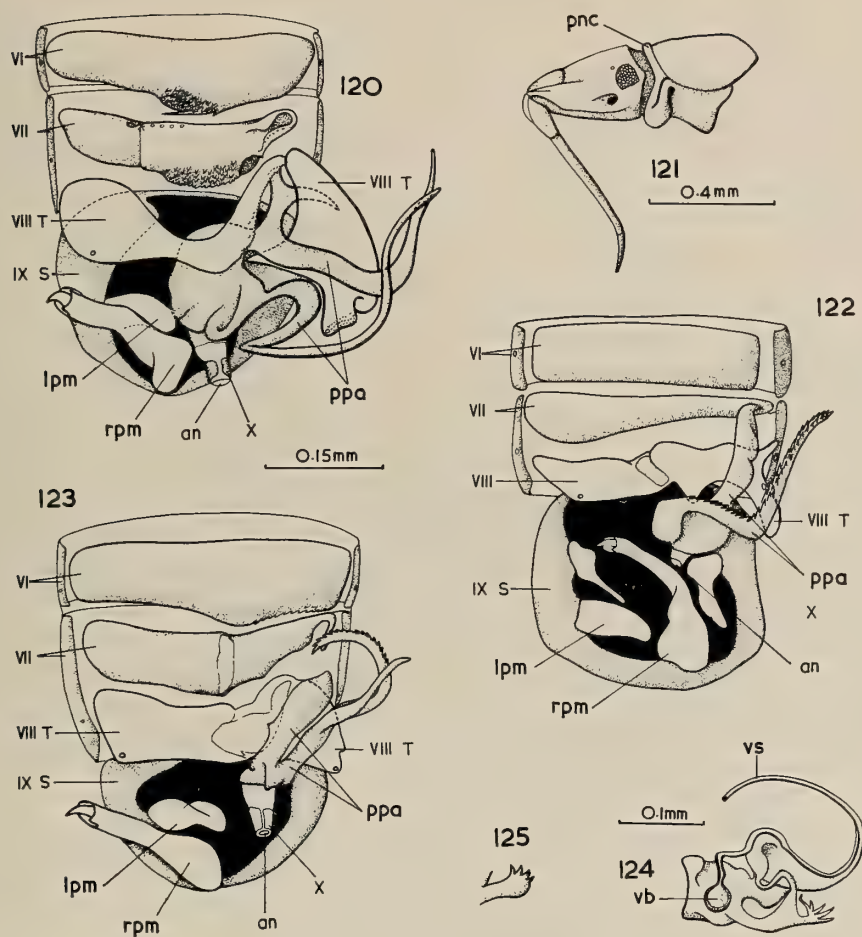 VI
120
VII
VIII T
VIII T
IX S
lpm
rpm
ppa
an
X
0.15mm
pnc
121
0.4mm
122
VI
VII
VIII
VIII T
ppa
IX S
X
lpm
an
rpm
123
VI
VII
VIII T
VIII T
IX S
ppa
lpm
X
an
rpm
vs
0.1mm
125
124
vb